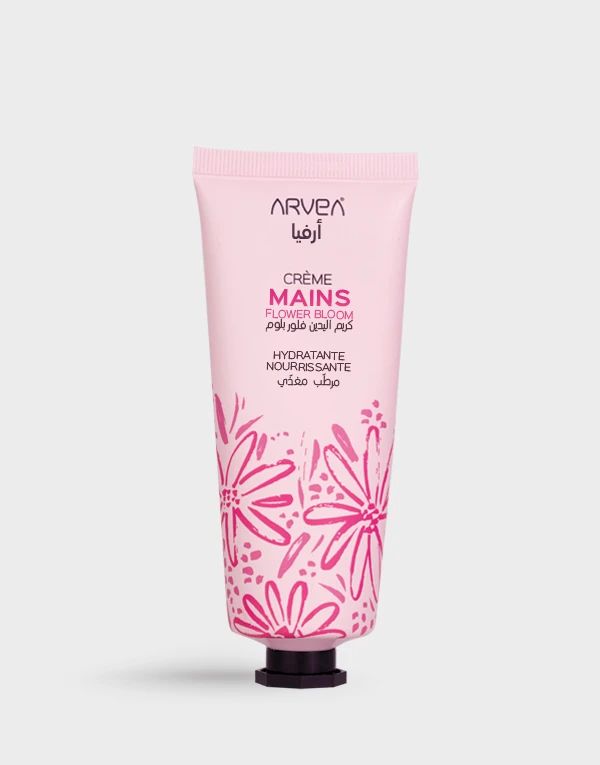 ARVEA®
أرفيا
CRÈME
MAINS
FLOWER BLOOM
كريم اليدين فلور بلوم
HYDRATANTE
NOURRISSANTE
مرطّب مغذّي